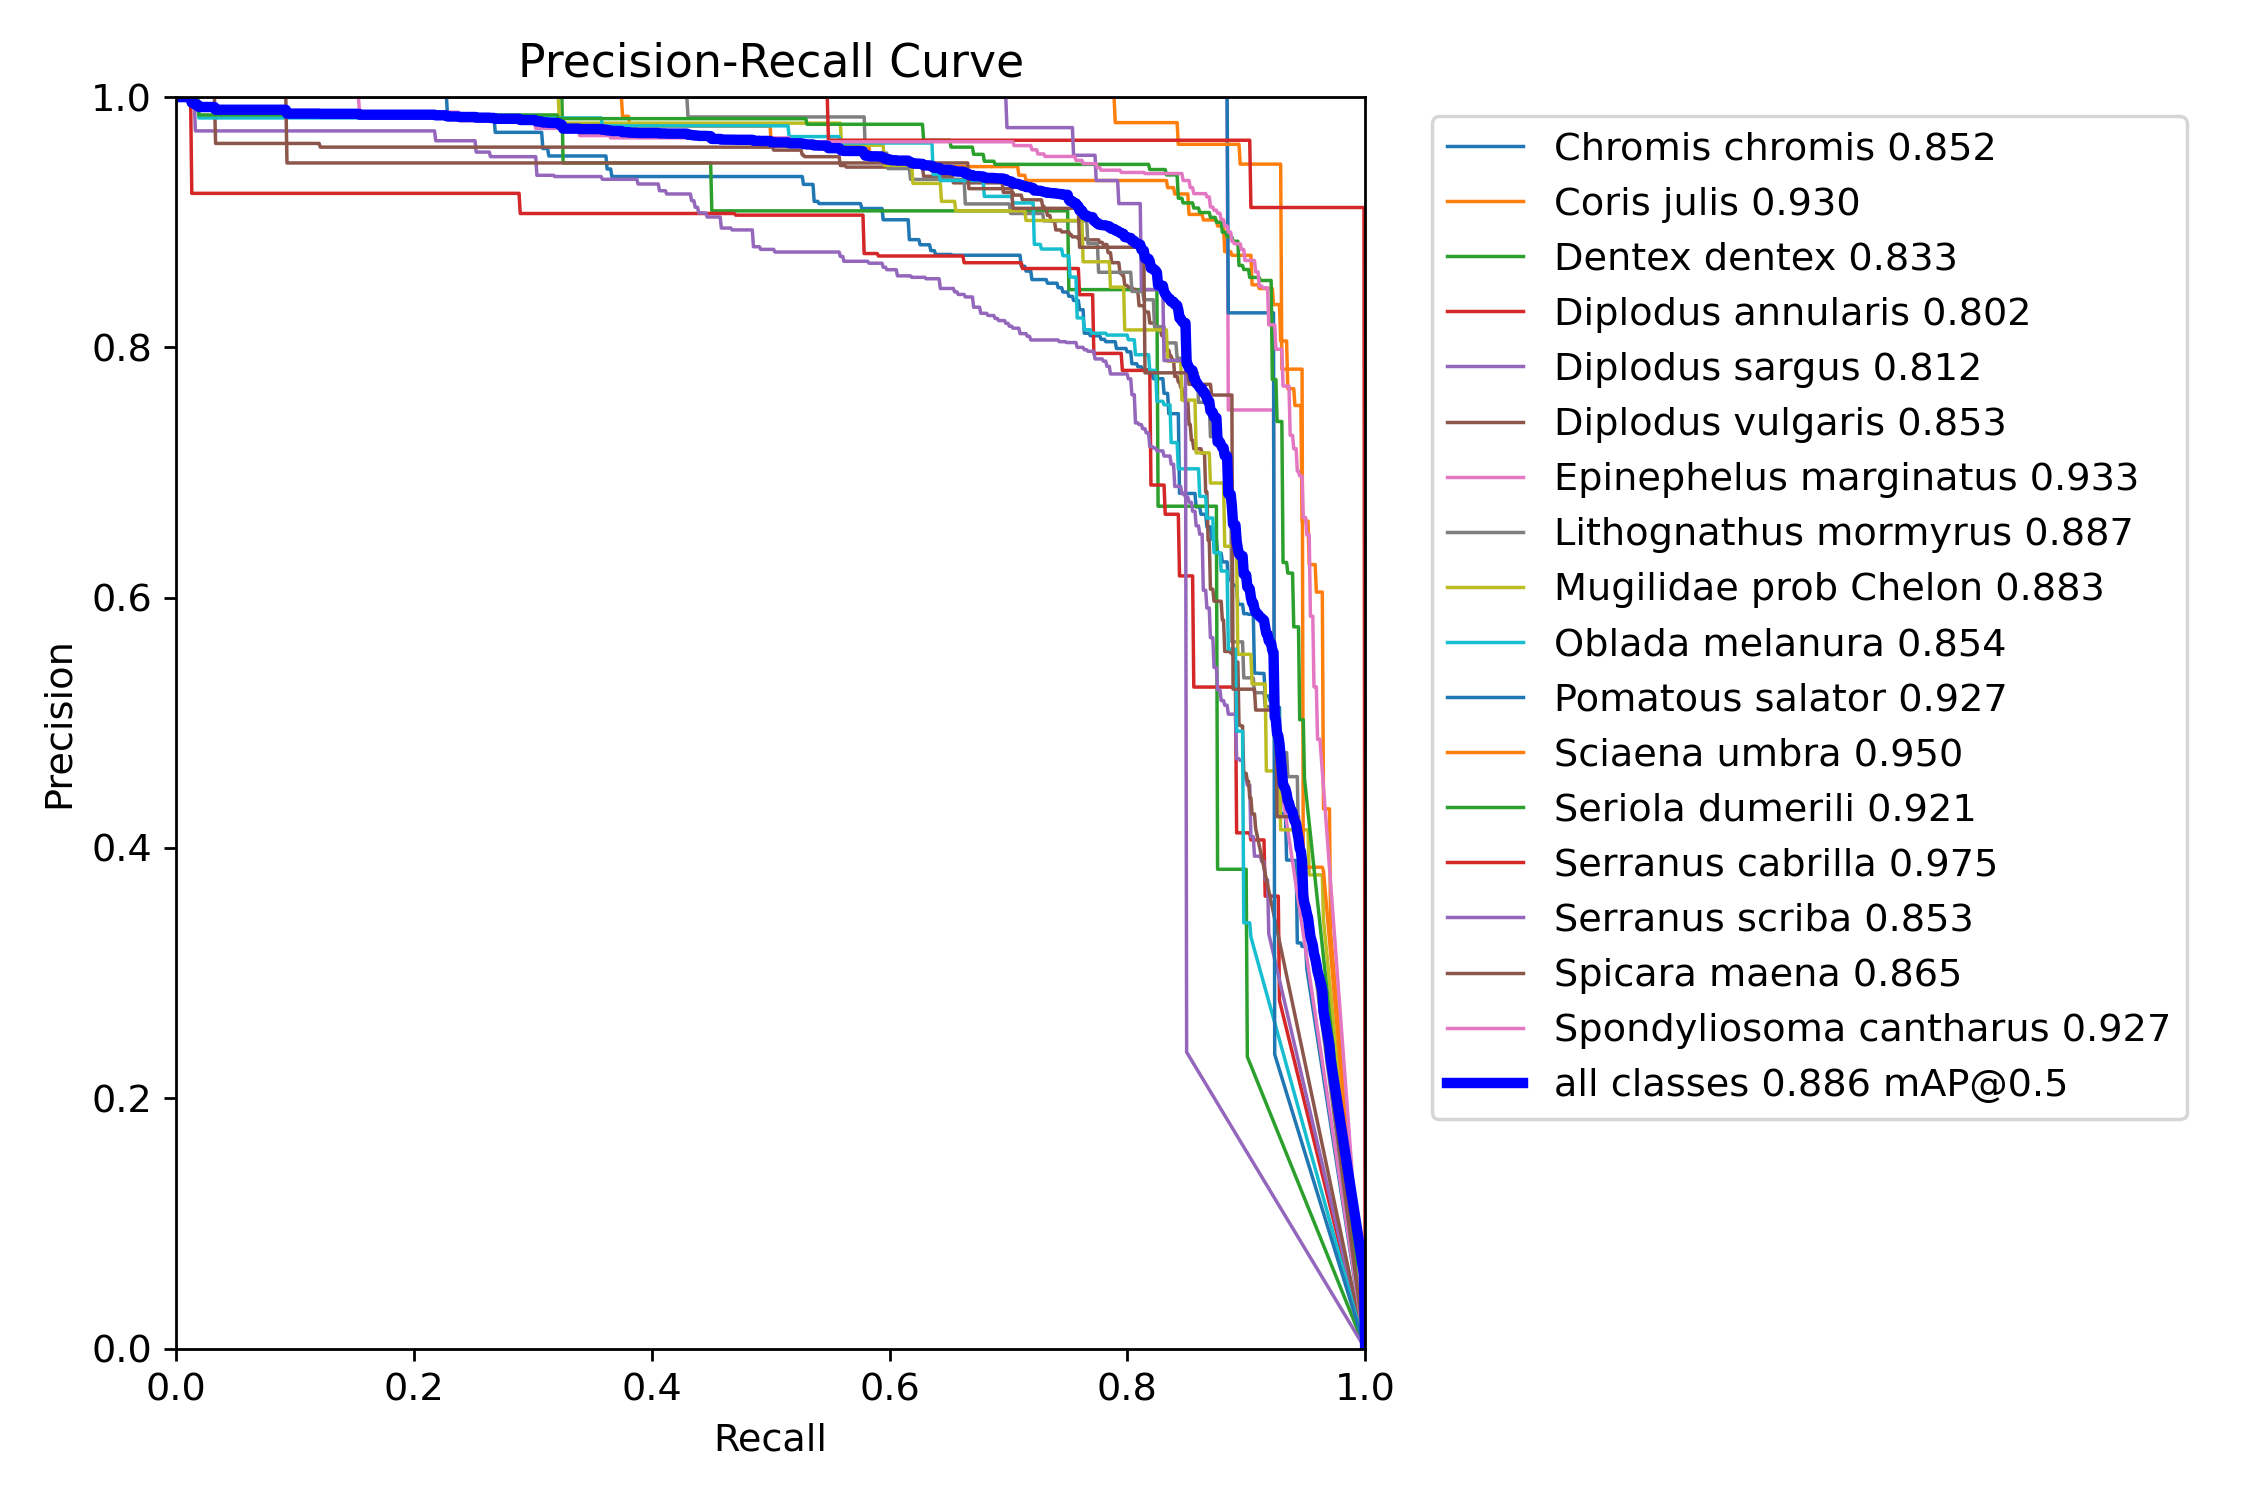 Precision-Recall Curve
1.0
0.8
0.6
0.4
0.2
0.0
Precision
0.0 0.2 0.4 0.6 0.8 1.0
Recall
Chromis chromis 0.852
Coris julis 0.930
Dentex dentex 0.833
Diplodus annularis 0.802
Diplodus sargus 0.812
Diplodus vulgaris 0.853
Epinephelus marginatus 0.933
Lithognathus mormyrus 0.887
Mugilidae prob Chelon 0.883
Oblada melanura 0.854
Pomatous salator 0.927
Sciaena umbra 0.950
Seriola dumerili 0.921
Serranus cabrilla 0.975
Serranus scriba 0.853
Spicara maena 0.865
Spondyliosoma cantharus 0.927
all classes 0.886 mAP@0.5